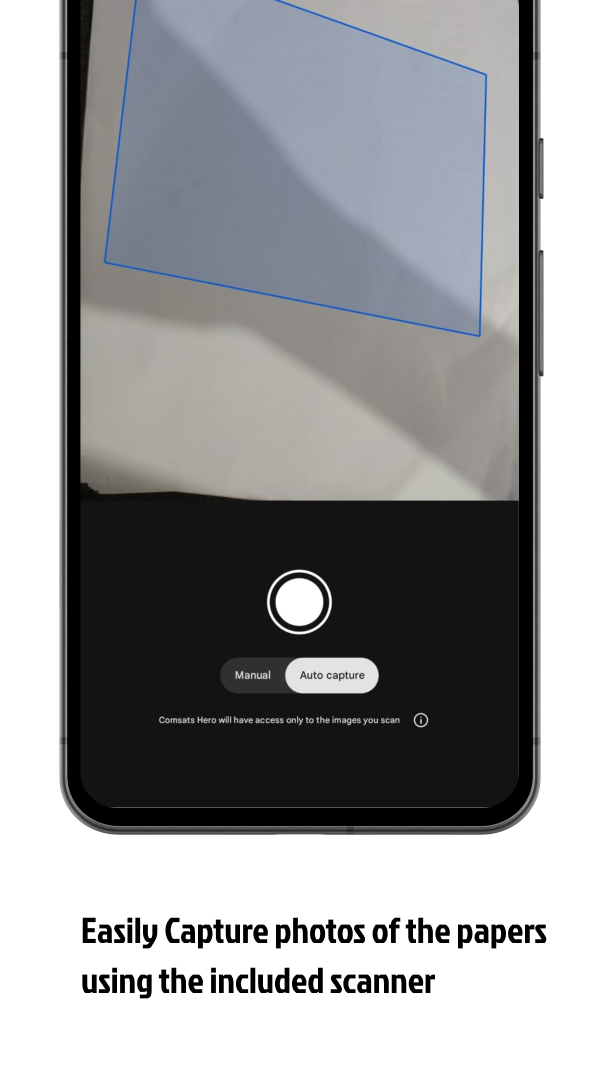 Manual Auto capture
Comsats Hero will have access only to the images you scan
Easily Capture photos of the papers
using the included scanner